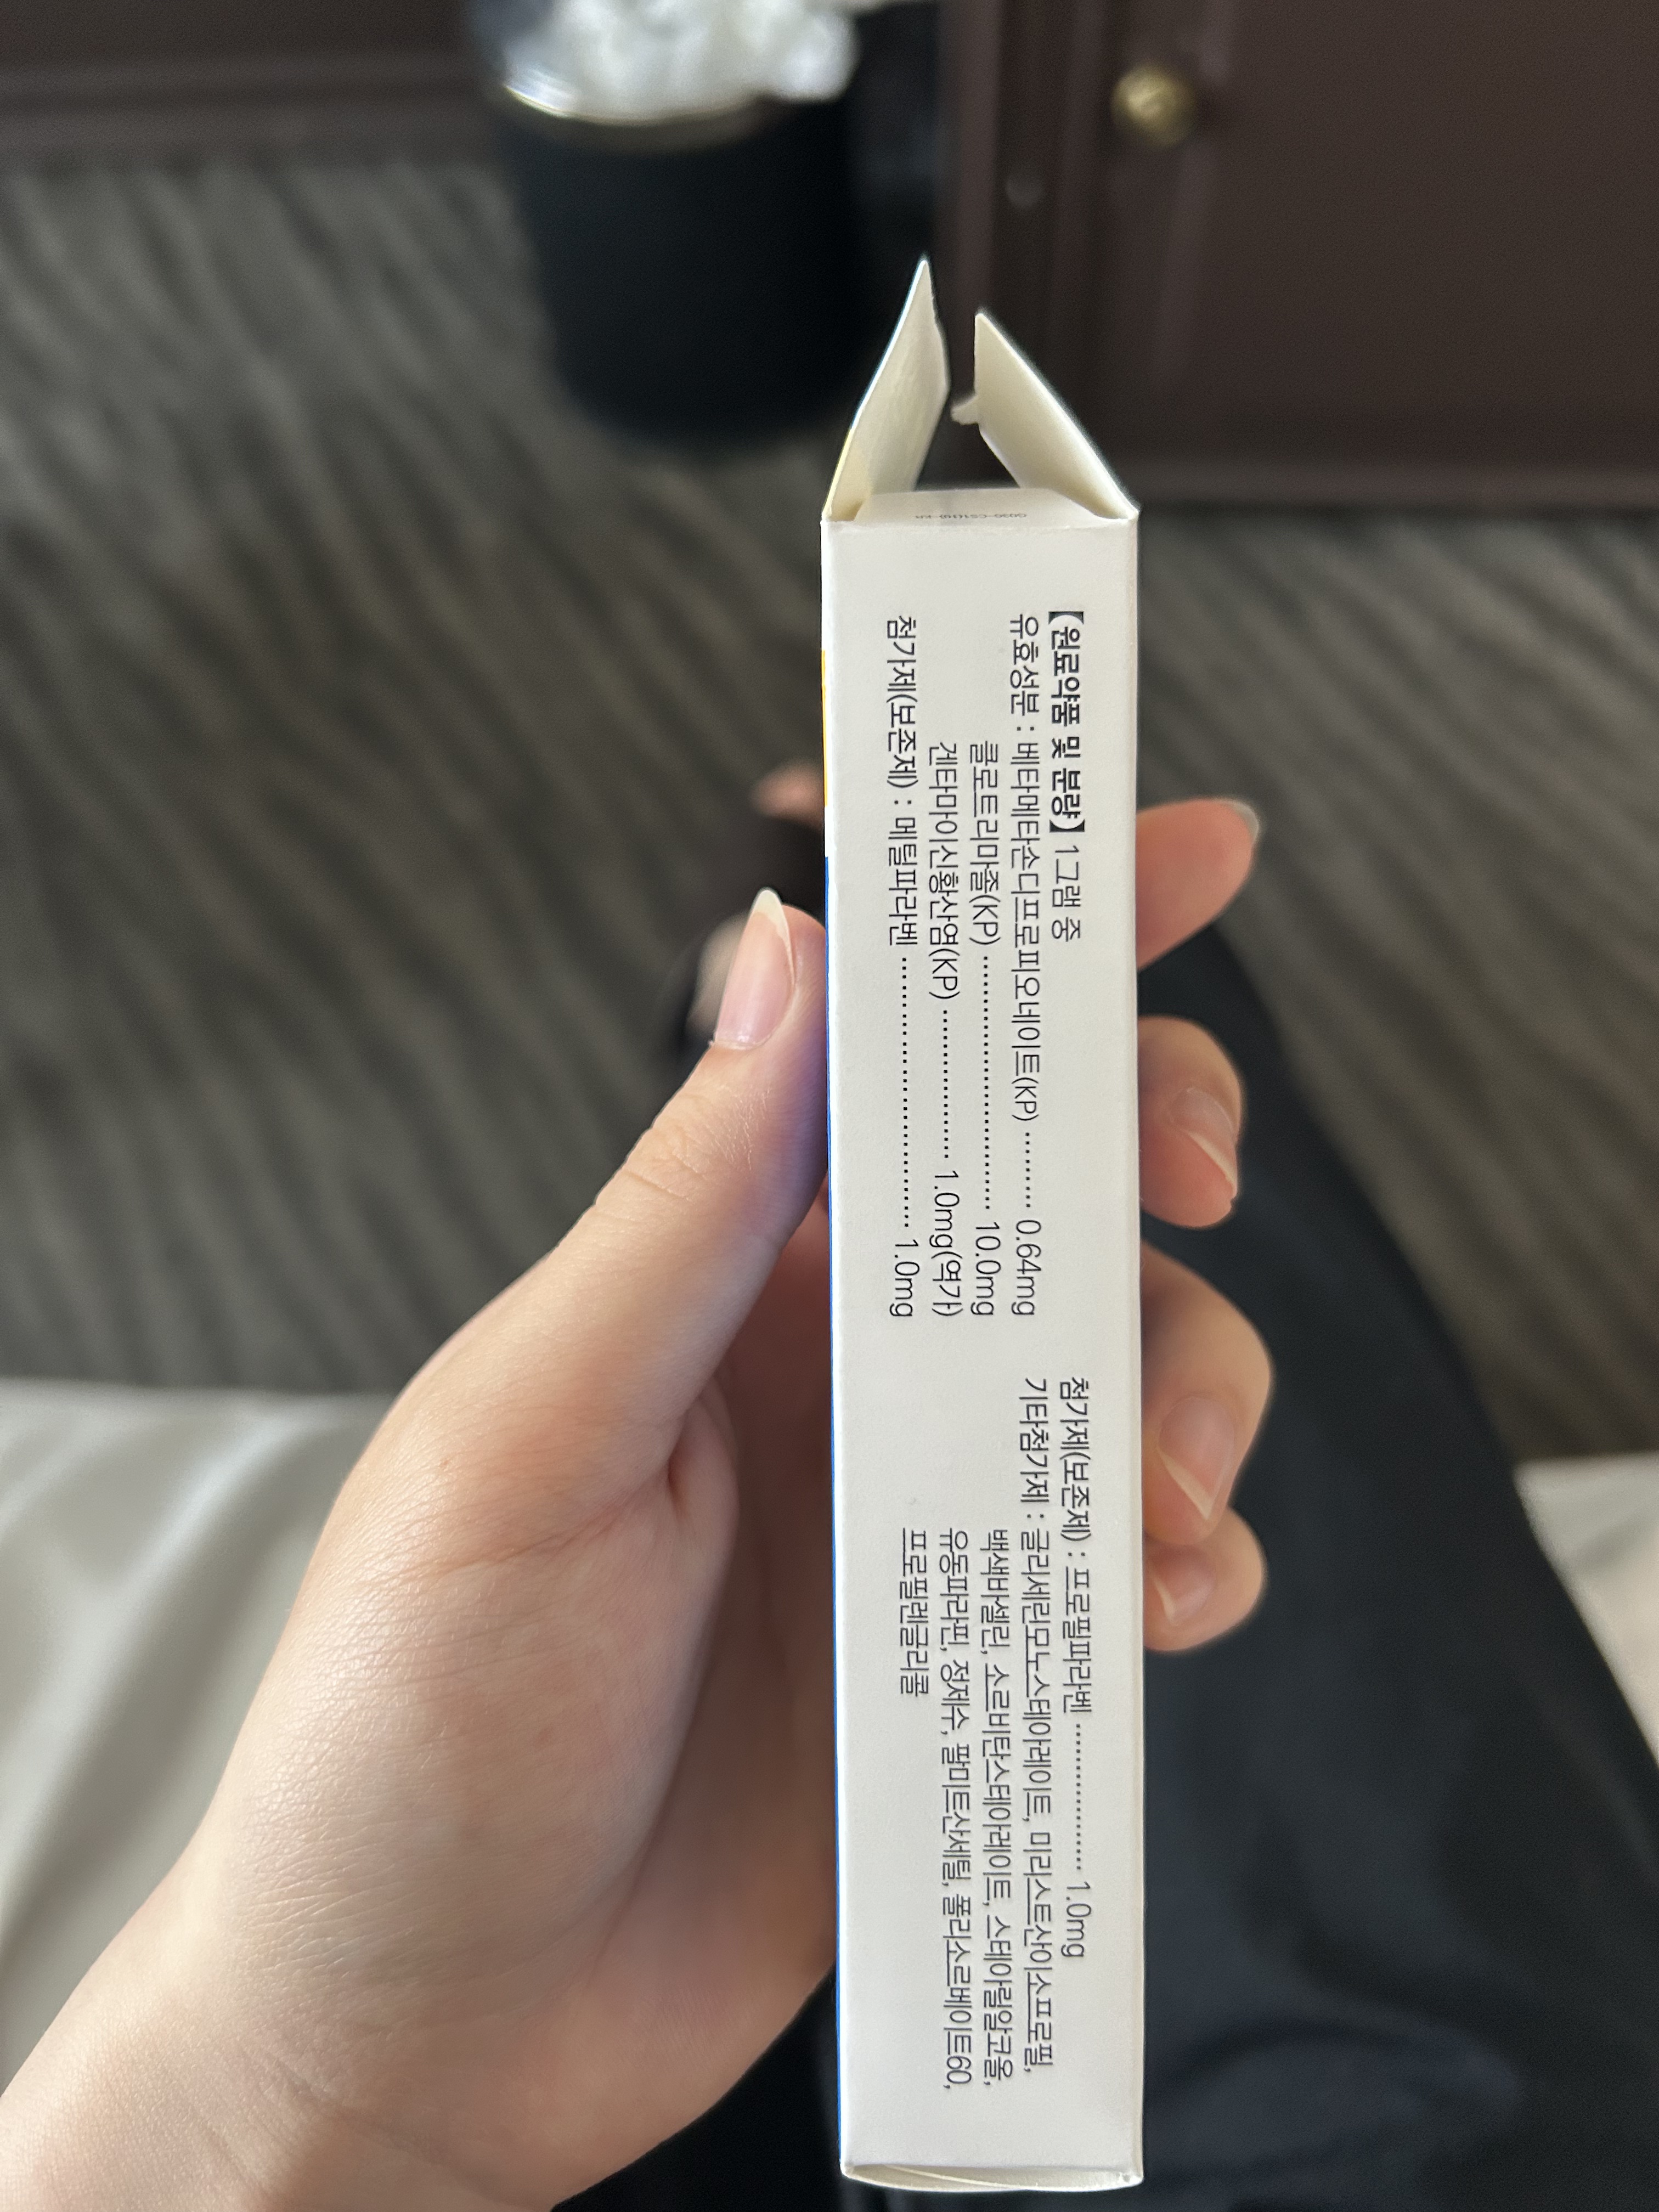 【원료약품 및 분량】 1그램 중
유효성분 : 베타메타손디프로피오네이트(KP) ········· 0.64mg
클로트리마졸(KP) ························ 10.0mg
겐타마이신황산염(KP) ·············· 1.0mg(역가)
첨가제(보존제) : 메틸파라벤 ·························· 1.0mg
첨가제(보존제) : 프로필파라벤 ················ 1.0mg
기타첨가제 : 글리세린모노스테아레이트, 미리스트산이소프로필,
백색바셀린, 소르비탄스테아레이트, 스테아릴알코올,
유동파라핀, 정제수, 팔미트산세틸, 폴리소르베이트60,
프로필렌글리콜